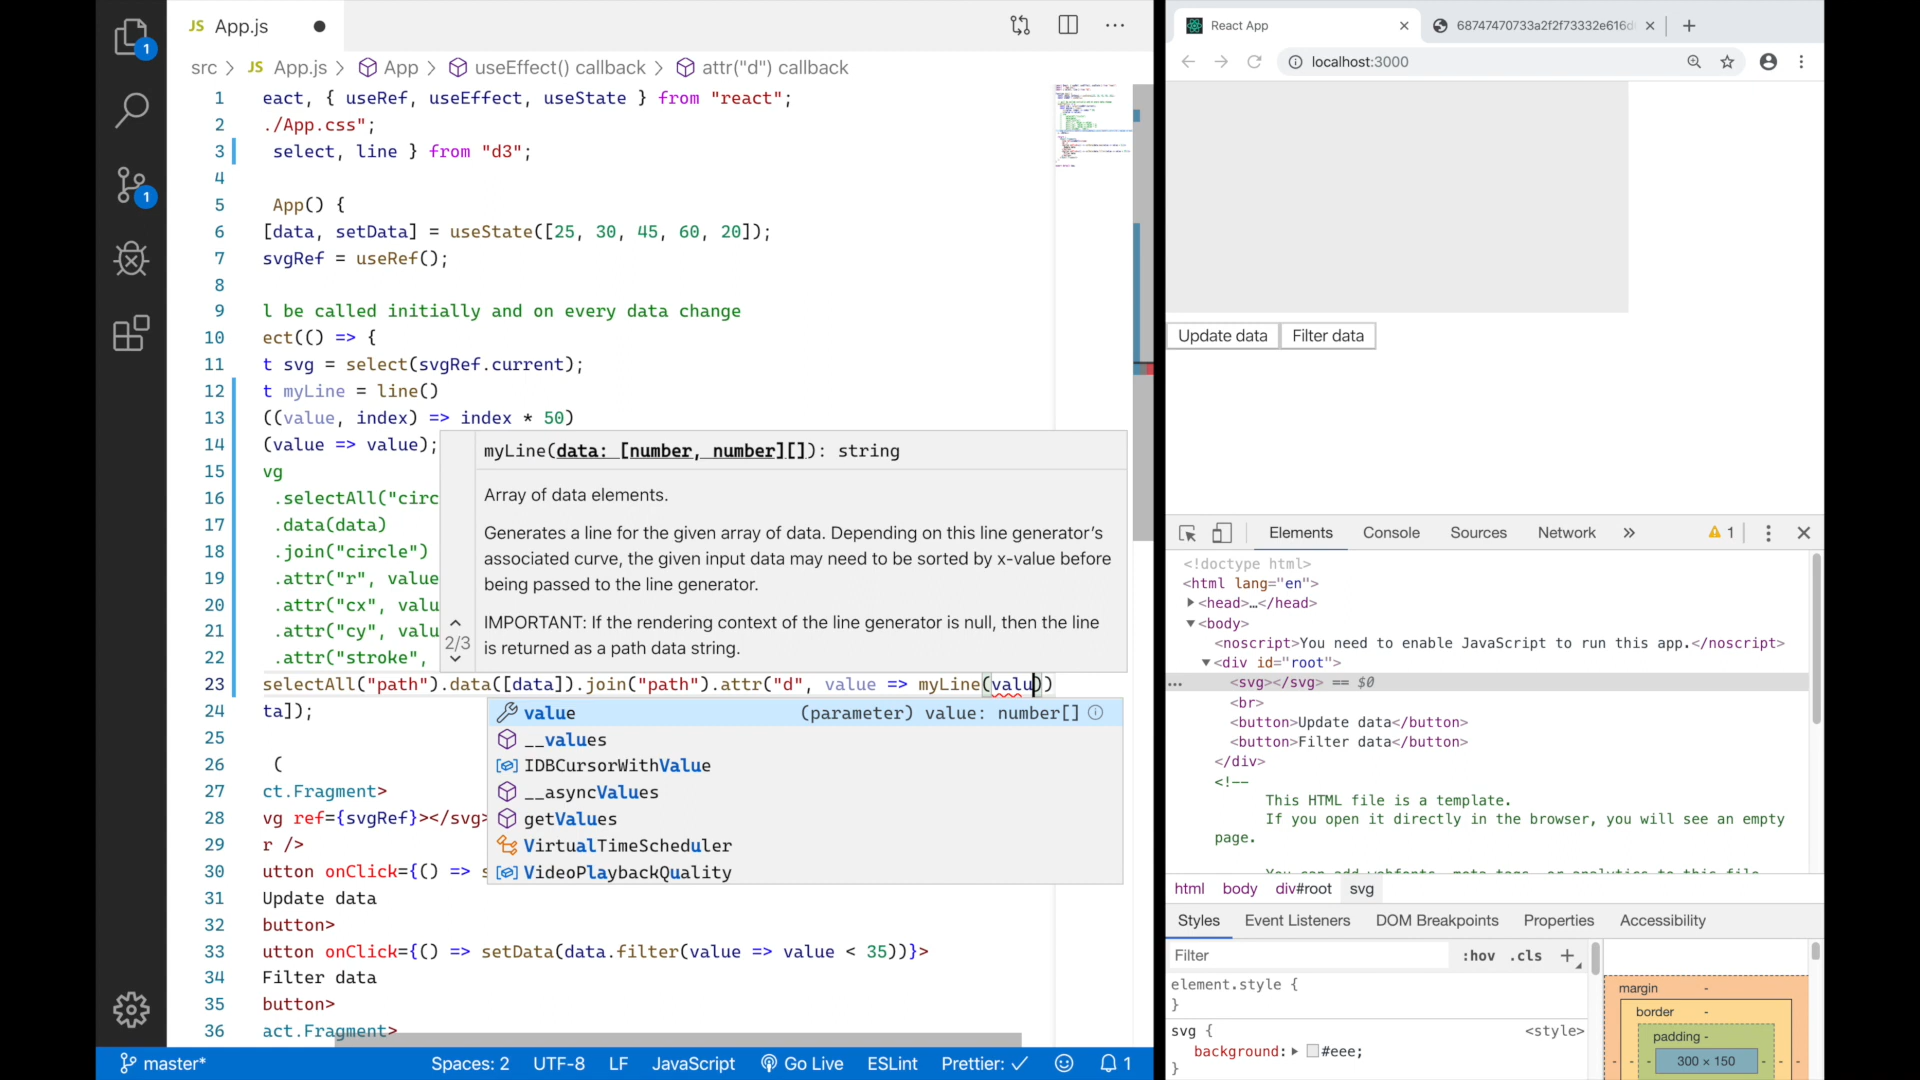 JS App.js
src > JS App.js > App > useEffect() callback > attr("d") callback
1 eact, { useRef, useEffect, useState } from "react";
2 ./App.css";
3 select, line } from "d3";
4
5 App() {
6 [data, setData] = useState([25, 30, 45, 60, 20]);
7 svgRef = useRef();
8
9 l be called initially and on every data change
10 ect(() => {
11 t svg = select(svgRef.current);
12 t myLine = line()
13 ((value, index) => index * 50)
14 (value => value);
15 vg
16 .selectAll("circ
17 .data(data)
18 .join("circle")
19 .attr("r", value
20 .attr("cx", valu
21 .attr("cy", valu
22 .attr("stroke",
myLine(data: [number, number][]): string
Array of data elements.
Generates a line for the given array of data. Depending on this line generator's
associated curve, the given input data may need to be sorted by x-value before
being passed to the line generator.
IMPORTANT: If the rendering context of the line generator is null, then the line
is returned as a path data string.
2/3
23 selectAll("path").data([data]).join("path").attr("d", value => myLine(valu))
24 ta]);
25
26 (
27 ct.Fragment>
28 vg ref={svgRef}></svg>
29 r />
30 utton onClick={() => s
value (parameter) value: number[]
__values
IDBCursorWithValue
__asyncValues
getValues
VirtualTimeScheduler
VideoPlaybackQuality
31 Update data
32 button>
33 utton onClick={() => setData(data.filter(value => value < 35))}>
34 Filter data
35 button>
36 act.Fragment>
1
1
master*
Spaces: 2 UTF-8 LF JavaScript Go Live ESLint Prettier: ✓ 1
React App
68747470733a2f2f73332e616d
localhost:3000
Update data Filter data
Elements Console Sources Network » 1
<!doctype html>
<html lang="en">
<head>…</head>
<body>
<noscript>You need to enable JavaScript to run this app.</noscript>
<div id="root">
… <svg></svg> == $0
<br>
<button>Update data</button>
<button>Filter data</button>
</div>
<!--
This HTML file is a template.
If you open it directly in the browser, you will see an empty
page.
html body div#root svg
Styles Event Listeners DOM Breakpoints Properties Accessibility
Filter :hov .cls +
element.style {
}
svg { <style>
background: #eee;
}
margin -
border -
padding -
300 × 150